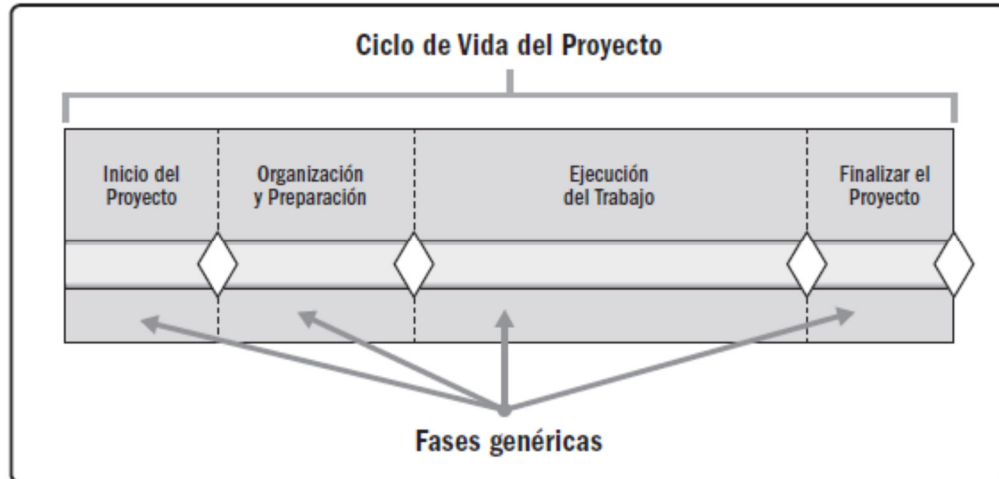 Ciclo de Vida del Proyecto
Inicio del
Proyecto
Organización
y Preparación
Ejecución
del Trabajo
Finalizar el
Proyecto
Fases genéricas